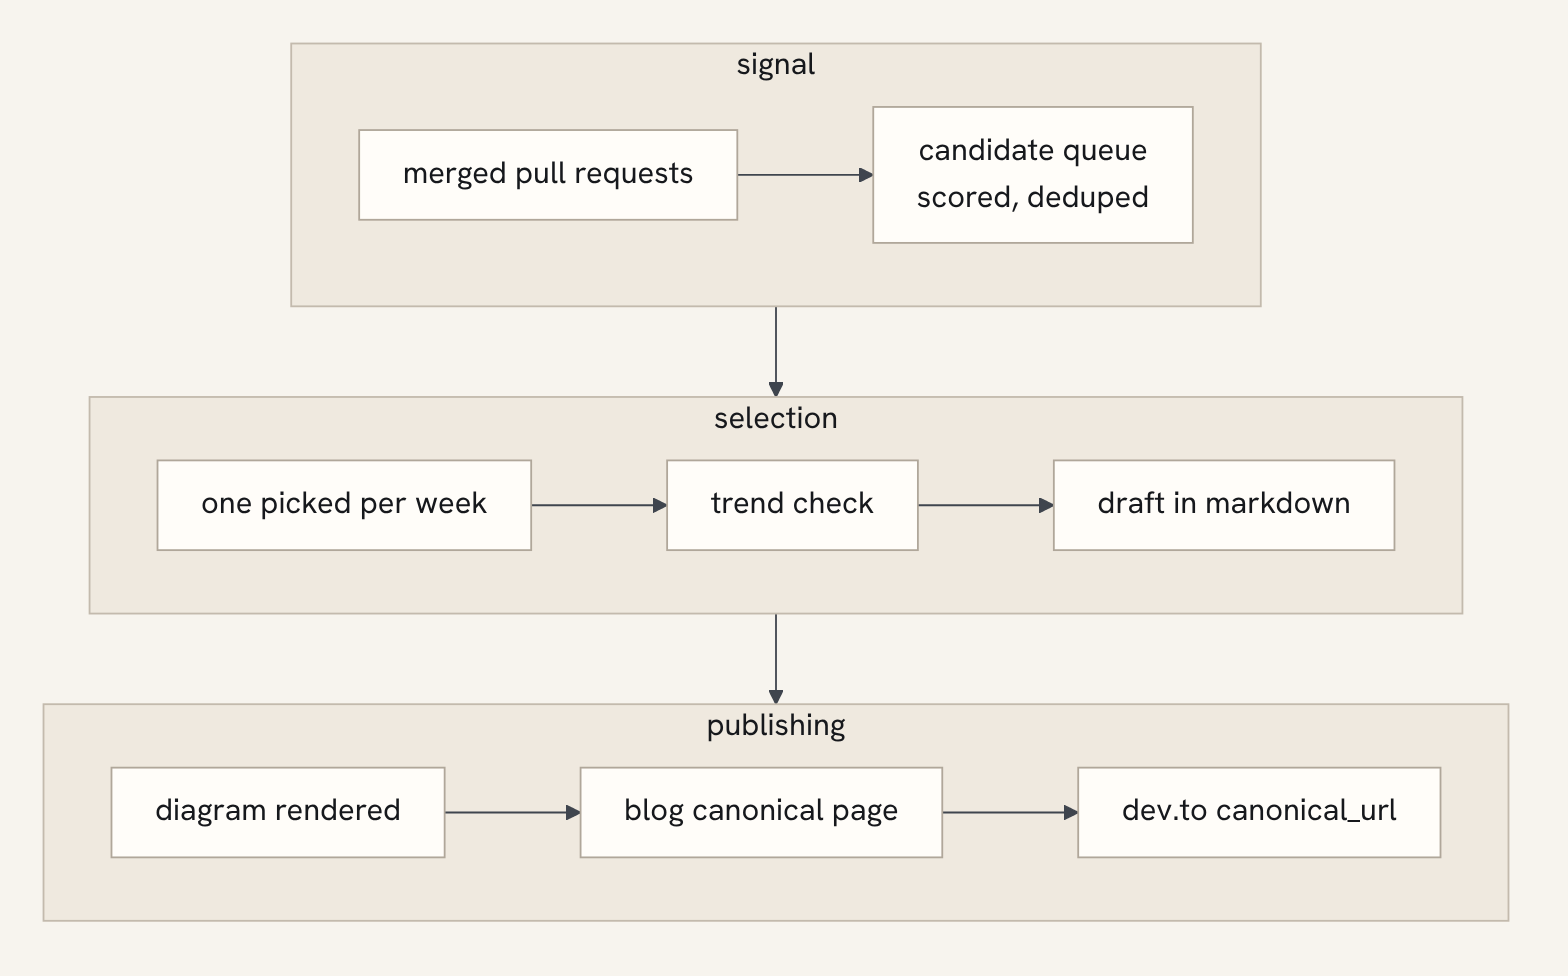 signal
merged pull requests
candidate queue
scored, deduped
selection
one picked per week
trend check
draft in markdown
publishing
diagram rendered
blog canonical page
dev.to canonical_url